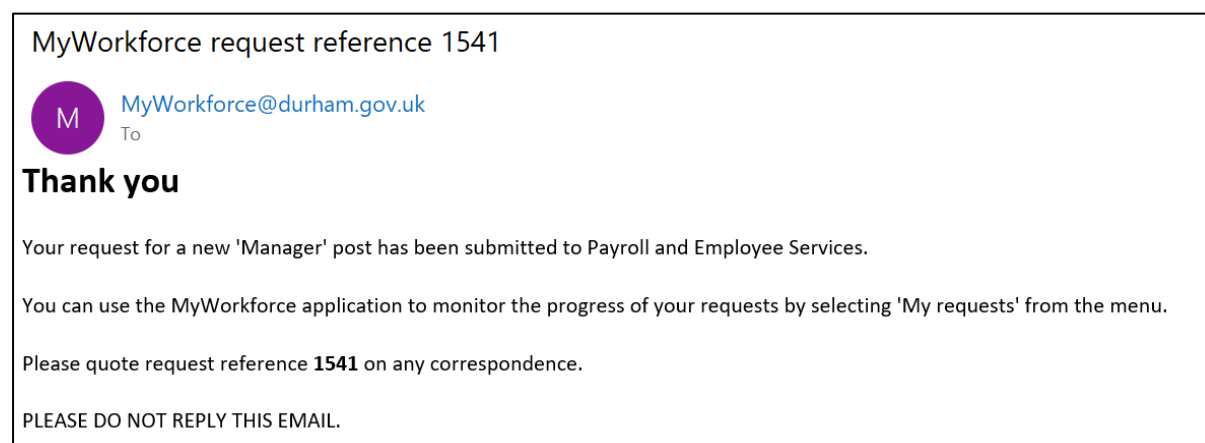 MyWorkforce request reference 1541
M
MyWorkforce@durham.gov.uk
To
Thank you
Your request for a new 'Manager' post has been submitted to Payroll and Employee Services.
You can use the MyWorkforce application to monitor the progress of your requests by selecting 'My requests' from the menu.
Please quote request reference 1541 on any correspondence.
PLEASE DO NOT REPLY THIS EMAIL.